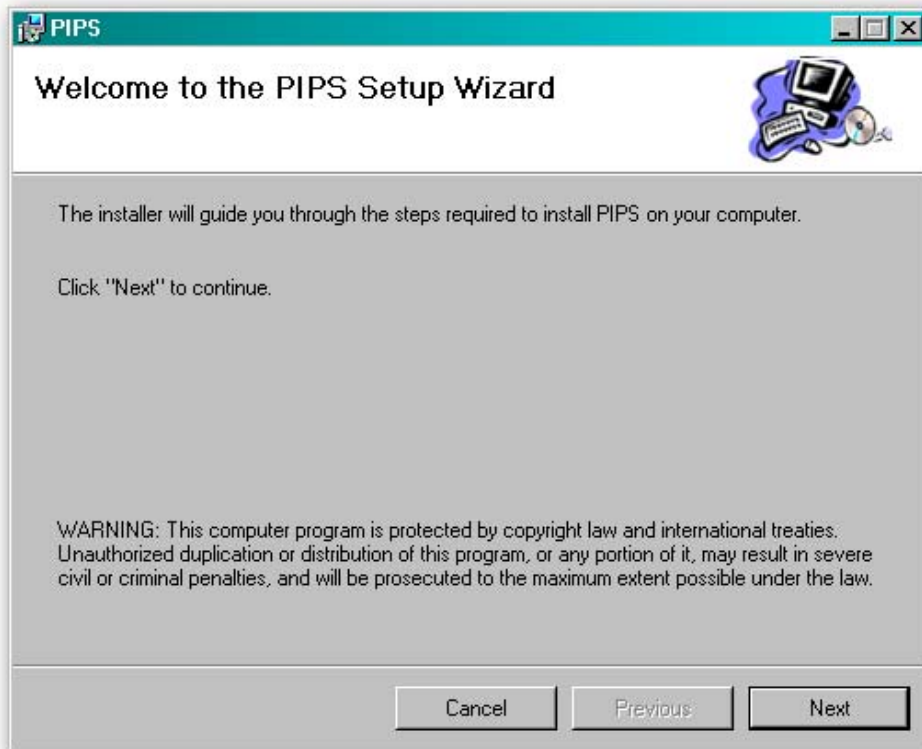 PIPS
Welcome to the PIPS Setup Wizard
The installer will guide you through the steps required to install PIPS on your computer.
Click "Next" to continue.
WARNING: This computer program is protected by copyright law and international treaties.
Unauthorized duplication or distribution of this program, or any portion of it, may result in severe
civil or criminal penalties, and will be prosecuted to the maximum extent possible under the law.
Cancel Previous Next